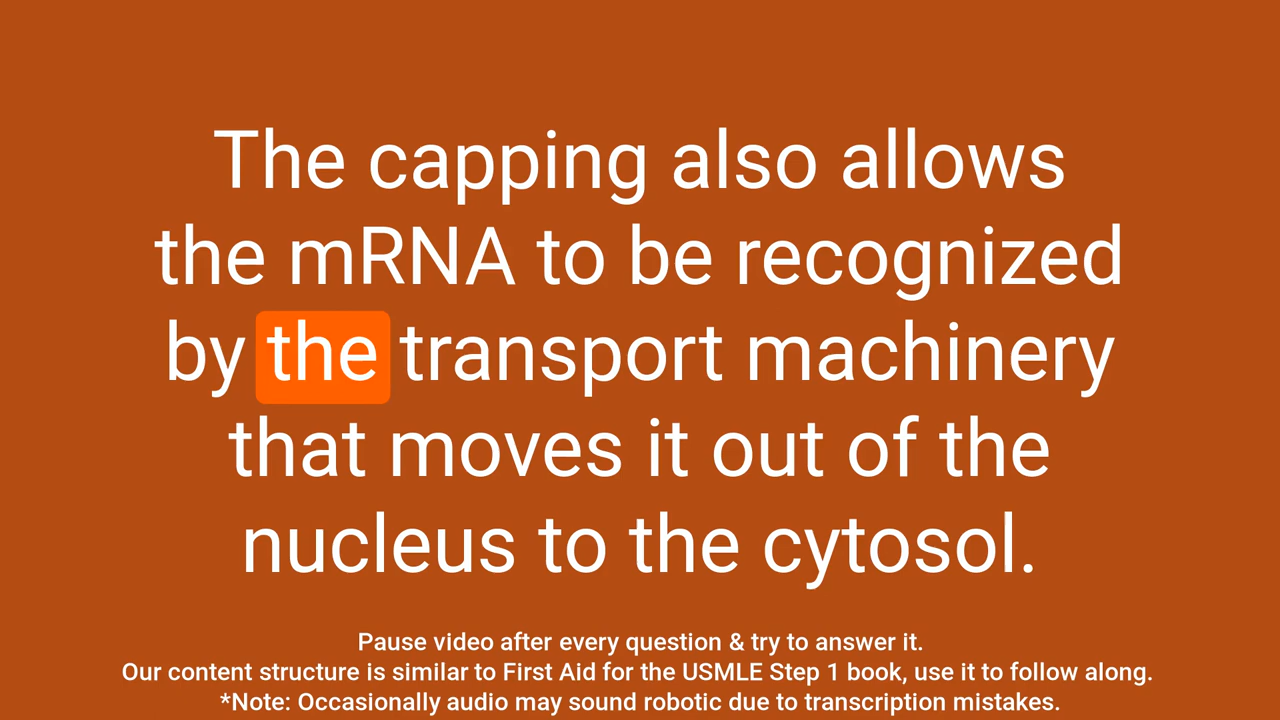 The capping also allows
the mRNA to be recognized
by the transport machinery
that moves it out of the
nucleus to the cytosol.
Pause video after every question & try to answer it.
Our content structure is similar to First Aid for the USMLE Step 1 book, use it to follow along.
*Note: Occasionally audio may sound robotic due to transcription mistakes.